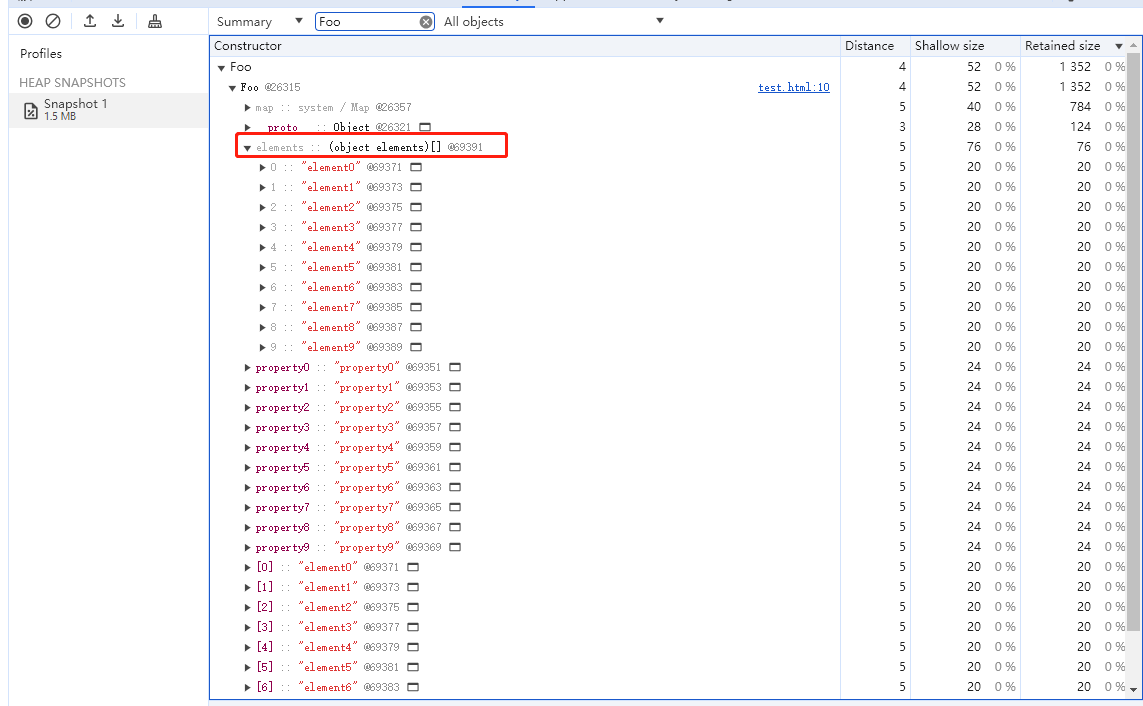 Summary ▼ Foo All objects ▼
Profiles
HEAP SNAPSHOTS
Snapshot 1
1.5 MB
Constructor Distance Shallow size Retained size ▼
▼ Foo 4 52 0 % 1 352 0 %
▼ Foo @26315 test.html:10 4 52 0 % 1 352 0 %
▶ map :: system / Map @26357 5 40 0 % 784 0 %
▶ __proto__ :: Object @26321 3 28 0 % 124 0 %
▼ elements :: (object elements)[] @69391 5 76 0 % 76 0 %
▶ 0 :: "element0" @69371 5 20 0 % 20 0 %
▶ 1 :: "element1" @69373 5 20 0 % 20 0 %
▶ 2 :: "element2" @69375 5 20 0 % 20 0 %
▶ 3 :: "element3" @69377 5 20 0 % 20 0 %
▶ 4 :: "element4" @69379 5 20 0 % 20 0 %
▶ 5 :: "element5" @69381 5 20 0 % 20 0 %
▶ 6 :: "element6" @69383 5 20 0 % 20 0 %
▶ 7 :: "element7" @69385 5 20 0 % 20 0 %
▶ 8 :: "element8" @69387 5 20 0 % 20 0 %
▶ 9 :: "element9" @69389 5 20 0 % 20 0 %
▶ property0 :: "property0" @69351 5 24 0 % 24 0 %
▶ property1 :: "property1" @69353 5 24 0 % 24 0 %
▶ property2 :: "property2" @69355 5 24 0 % 24 0 %
▶ property3 :: "property3" @69357 5 24 0 % 24 0 %
▶ property4 :: "property4" @69359 5 24 0 % 24 0 %
▶ property5 :: "property5" @69361 5 24 0 % 24 0 %
▶ property6 :: "property6" @69363 5 24 0 % 24 0 %
▶ property7 :: "property7" @69365 5 24 0 % 24 0 %
▶ property8 :: "property8" @69367 5 24 0 % 24 0 %
▶ property9 :: "property9" @69369 5 24 0 % 24 0 %
▶ [0] :: "element0" @69371 5 20 0 % 20 0 %
▶ [1] :: "element1" @69373 5 20 0 % 20 0 %
▶ [2] :: "element2" @69375 5 20 0 % 20 0 %
▶ [3] :: "element3" @69377 5 20 0 % 20 0 %
▶ [4] :: "element4" @69379 5 20 0 % 20 0 %
▶ [5] :: "element5" @69381 5 20 0 % 20 0 %
▶ [6] :: "element6" @69383 5 20 0 % 20 0 %